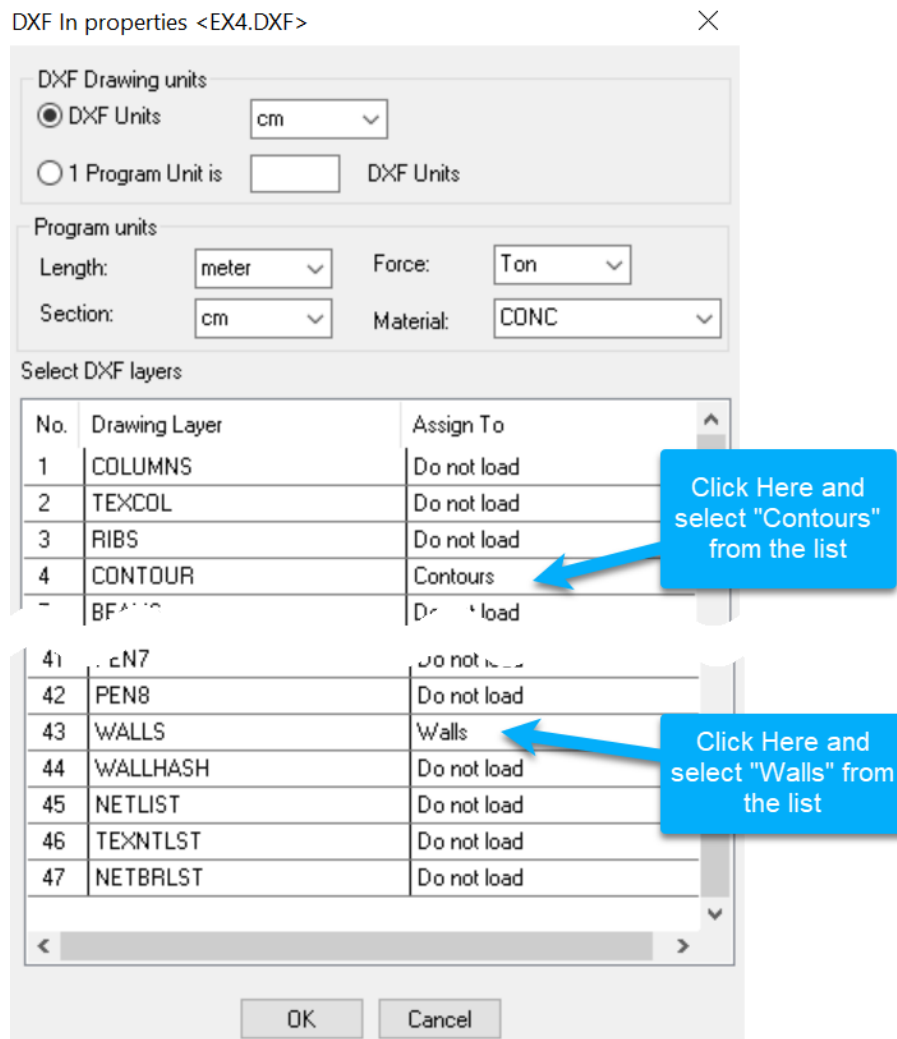 DXF In properties <EX4.DXF>
DXF Drawing units
DXF Units cm
1 Program Unit is DXF Units
Program units
Length: meter Force: Ton
Section: cm Material: CONC
Select DXF layers
No. Drawing Layer Assign To
1 COLUMNS Do not load
2 TEXCOL Do not load
3 RIBS Do not load
4 CONTOUR Contours
Click Here and
select "Contours"
from the list
load
41 PEN7 Do not
42 PEN8 Do not load
43 WALLS Walls
44 WALLHASH Do not load
45 NETLIST Do not load
46 TEXNTLST Do not load
47 NETBRLST Do not load
Click Here and
select "Walls" from
the list
OK Cancel